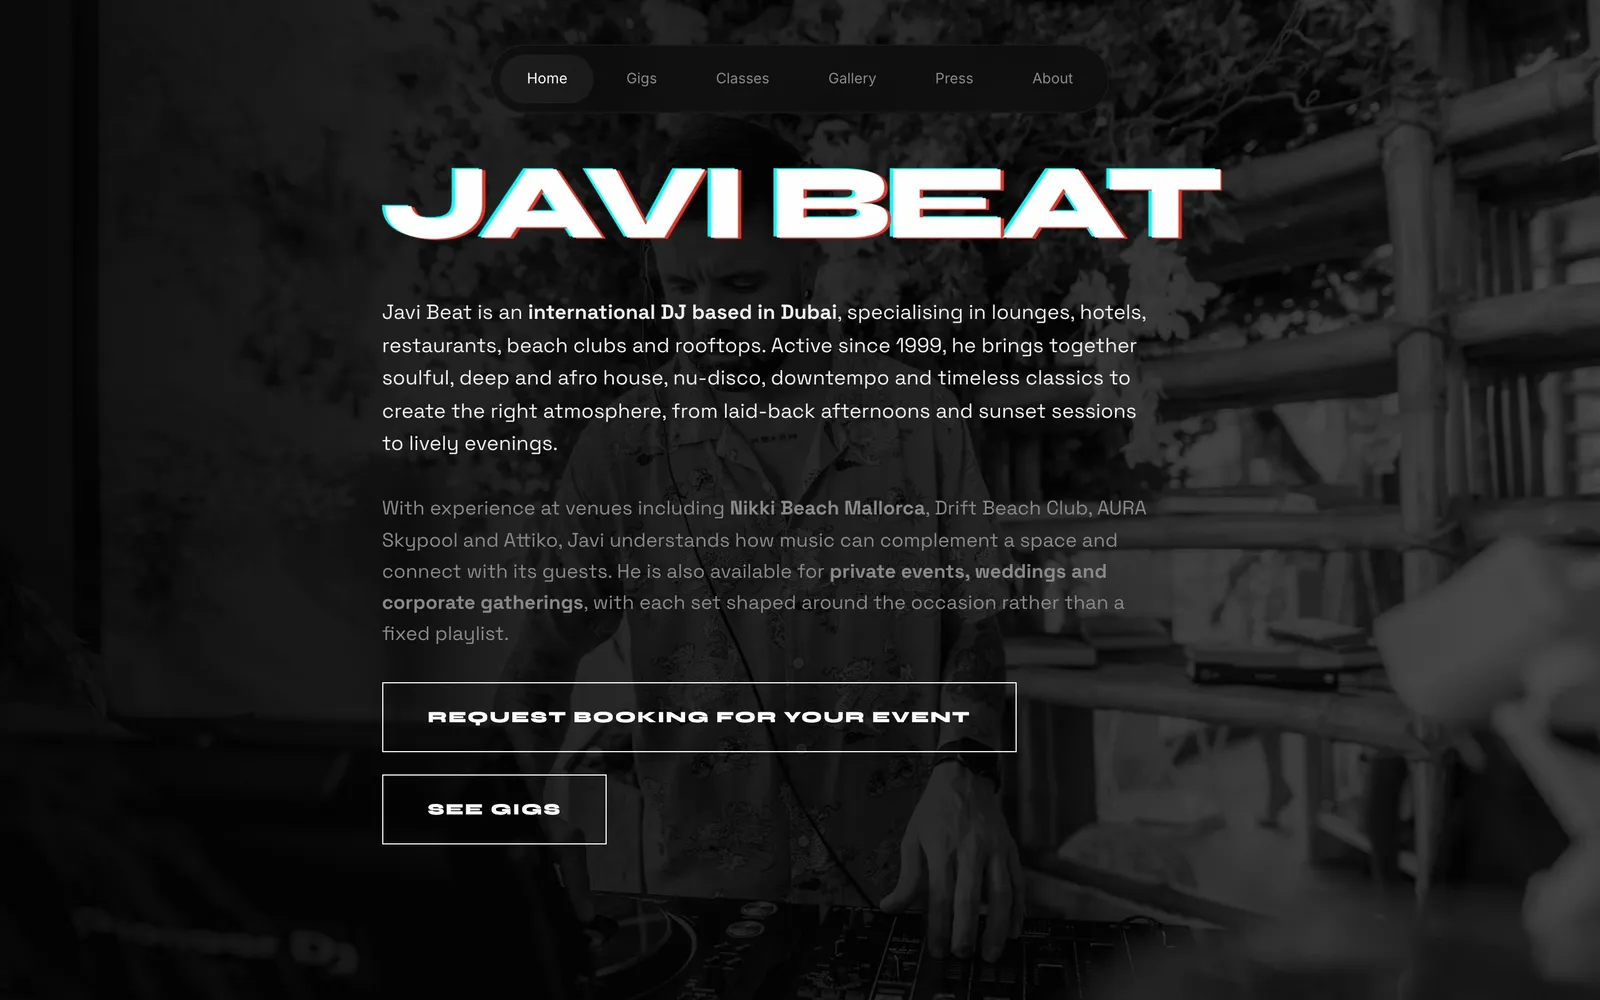 Home Gigs Classes Gallery Press About
JAVI BEAT
Javi Beat is an international DJ based in Dubai, specialising in lounges, hotels,
restaurants, beach clubs and rooftops. Active since 1999, he brings together
soulful, deep and afro house, nu-disco, downtempo and timeless classics to
create the right atmosphere, from laid-back afternoons and sunset sessions
to lively evenings.
With experience at venues including Nikki Beach Mallorca, Drift Beach Club, AURA
Skypool and Attiko, Javi understands how music can complement a space and
connect with its guests. He is also available for private events, weddings and
corporate gatherings, with each set shaped around the occasion rather than a
fixed playlist.
REQUEST BOOKING FOR YOUR EVENT
SEE GIGS